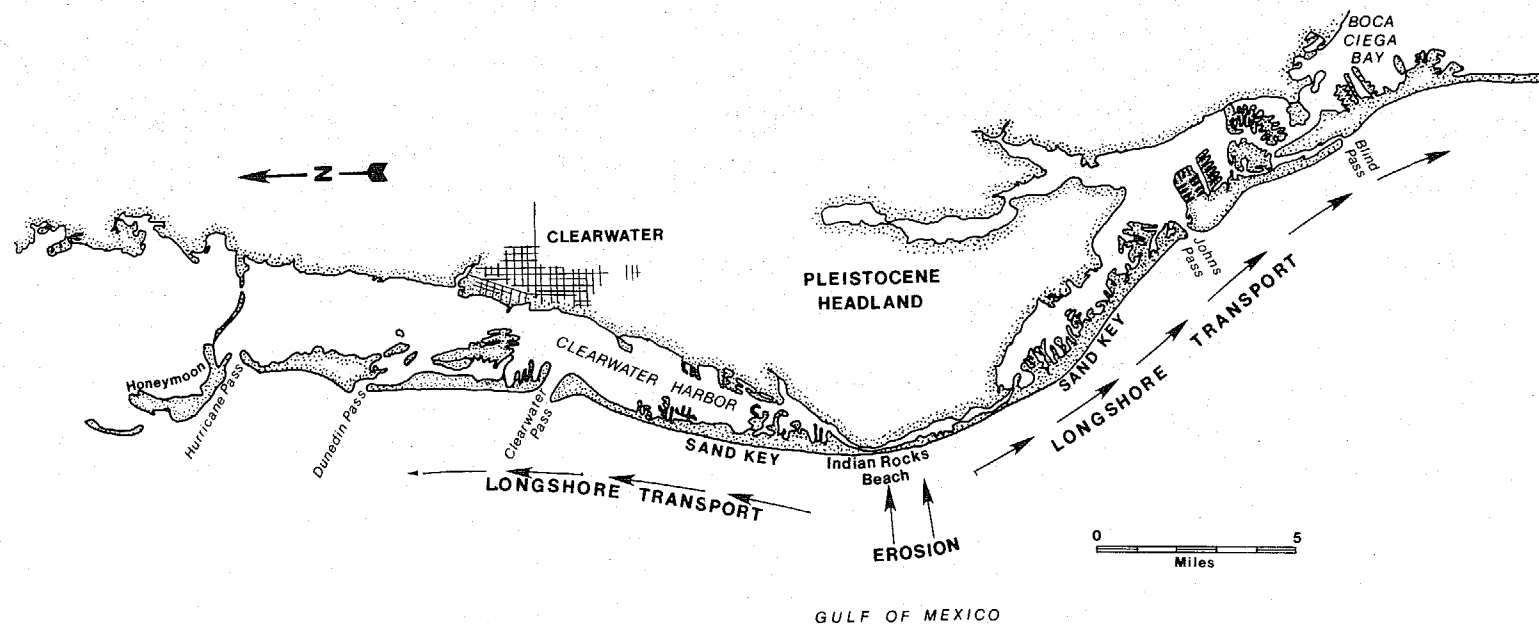 BOCA
CIEGA
BAY
N
CLEARWATER
PLEISTOCENE
HEADLAND
Blind
Pass
Johns
Pass
LONGSHORE TRANSPORT
SAND KEY
CLEARWATER HARBOR
Honeymoon
Hurricane Pass
Dunedin Pass
Clearwater
Pass
SAND KEY
Indian Rocks
Beach
LONGSHORE TRANSPORT
EROSION
0 5
Miles
GULF OF MEXICO